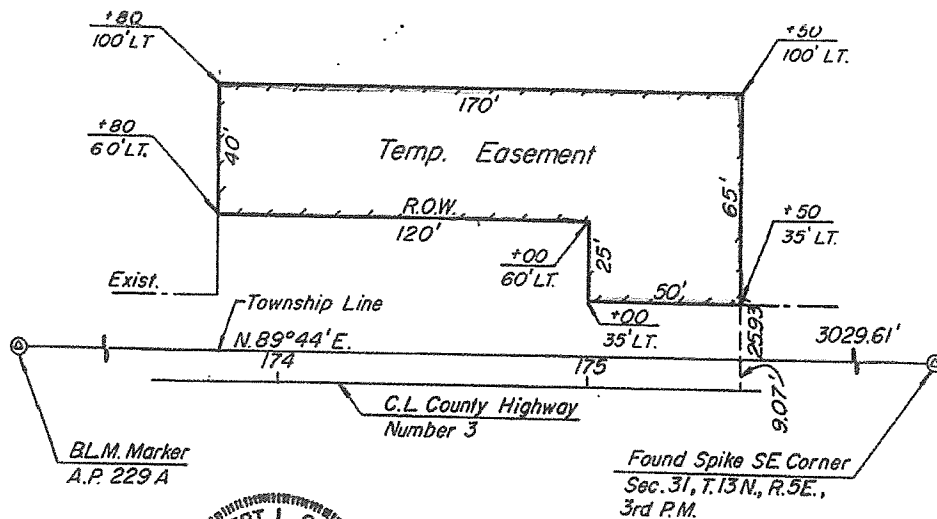 +80
100' LT
+50
100' LT.
170'
+80
60' LT.
40'
Temp. Easement
65'
R.O.W.
120'
+50
35' LT.
+00
60' LT.
25'
50'
Exist.
+00
35' LT.
Township Line
25.93
3029.61'
N. 89°44' E.
174
175
9.07'
C.L. County Highway
Number 3
B.L.M. Marker
A.P. 229 A
Found Spike SE Corner
Sec. 31, T. 13 N., R. 5E.,
3rd P.M.